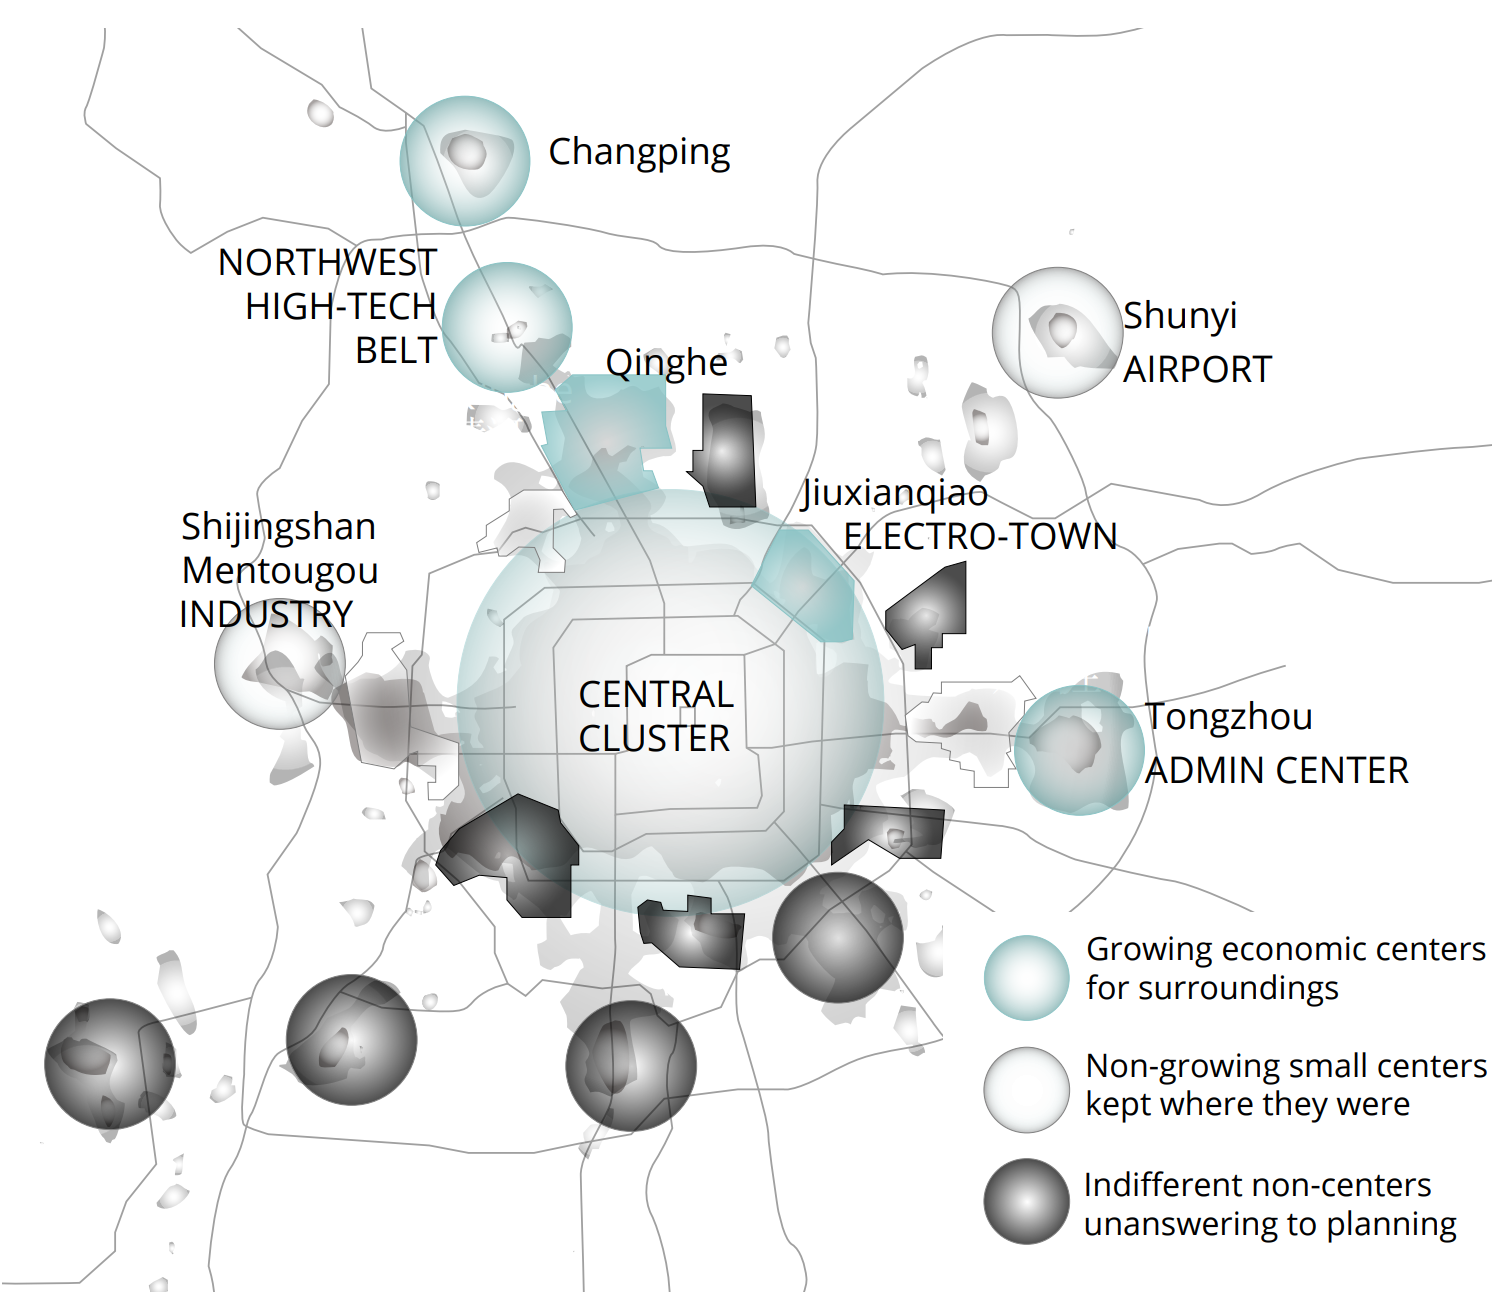 Changping
NORTHWEST
HIGH-TECH
BELT
Qinghe
Shunyi
AIRPORT
Jiuxianqiao
ELECTRO-TOWN
Shijingshan
Mentougou
INDUSTRY
CENTRAL
CLUSTER
Tongzhou
ADMIN CENTER
Growing economic centers
for surroundings
Non-growing small centers
kept where they were
Indifferent non-centers
unanswering to planning